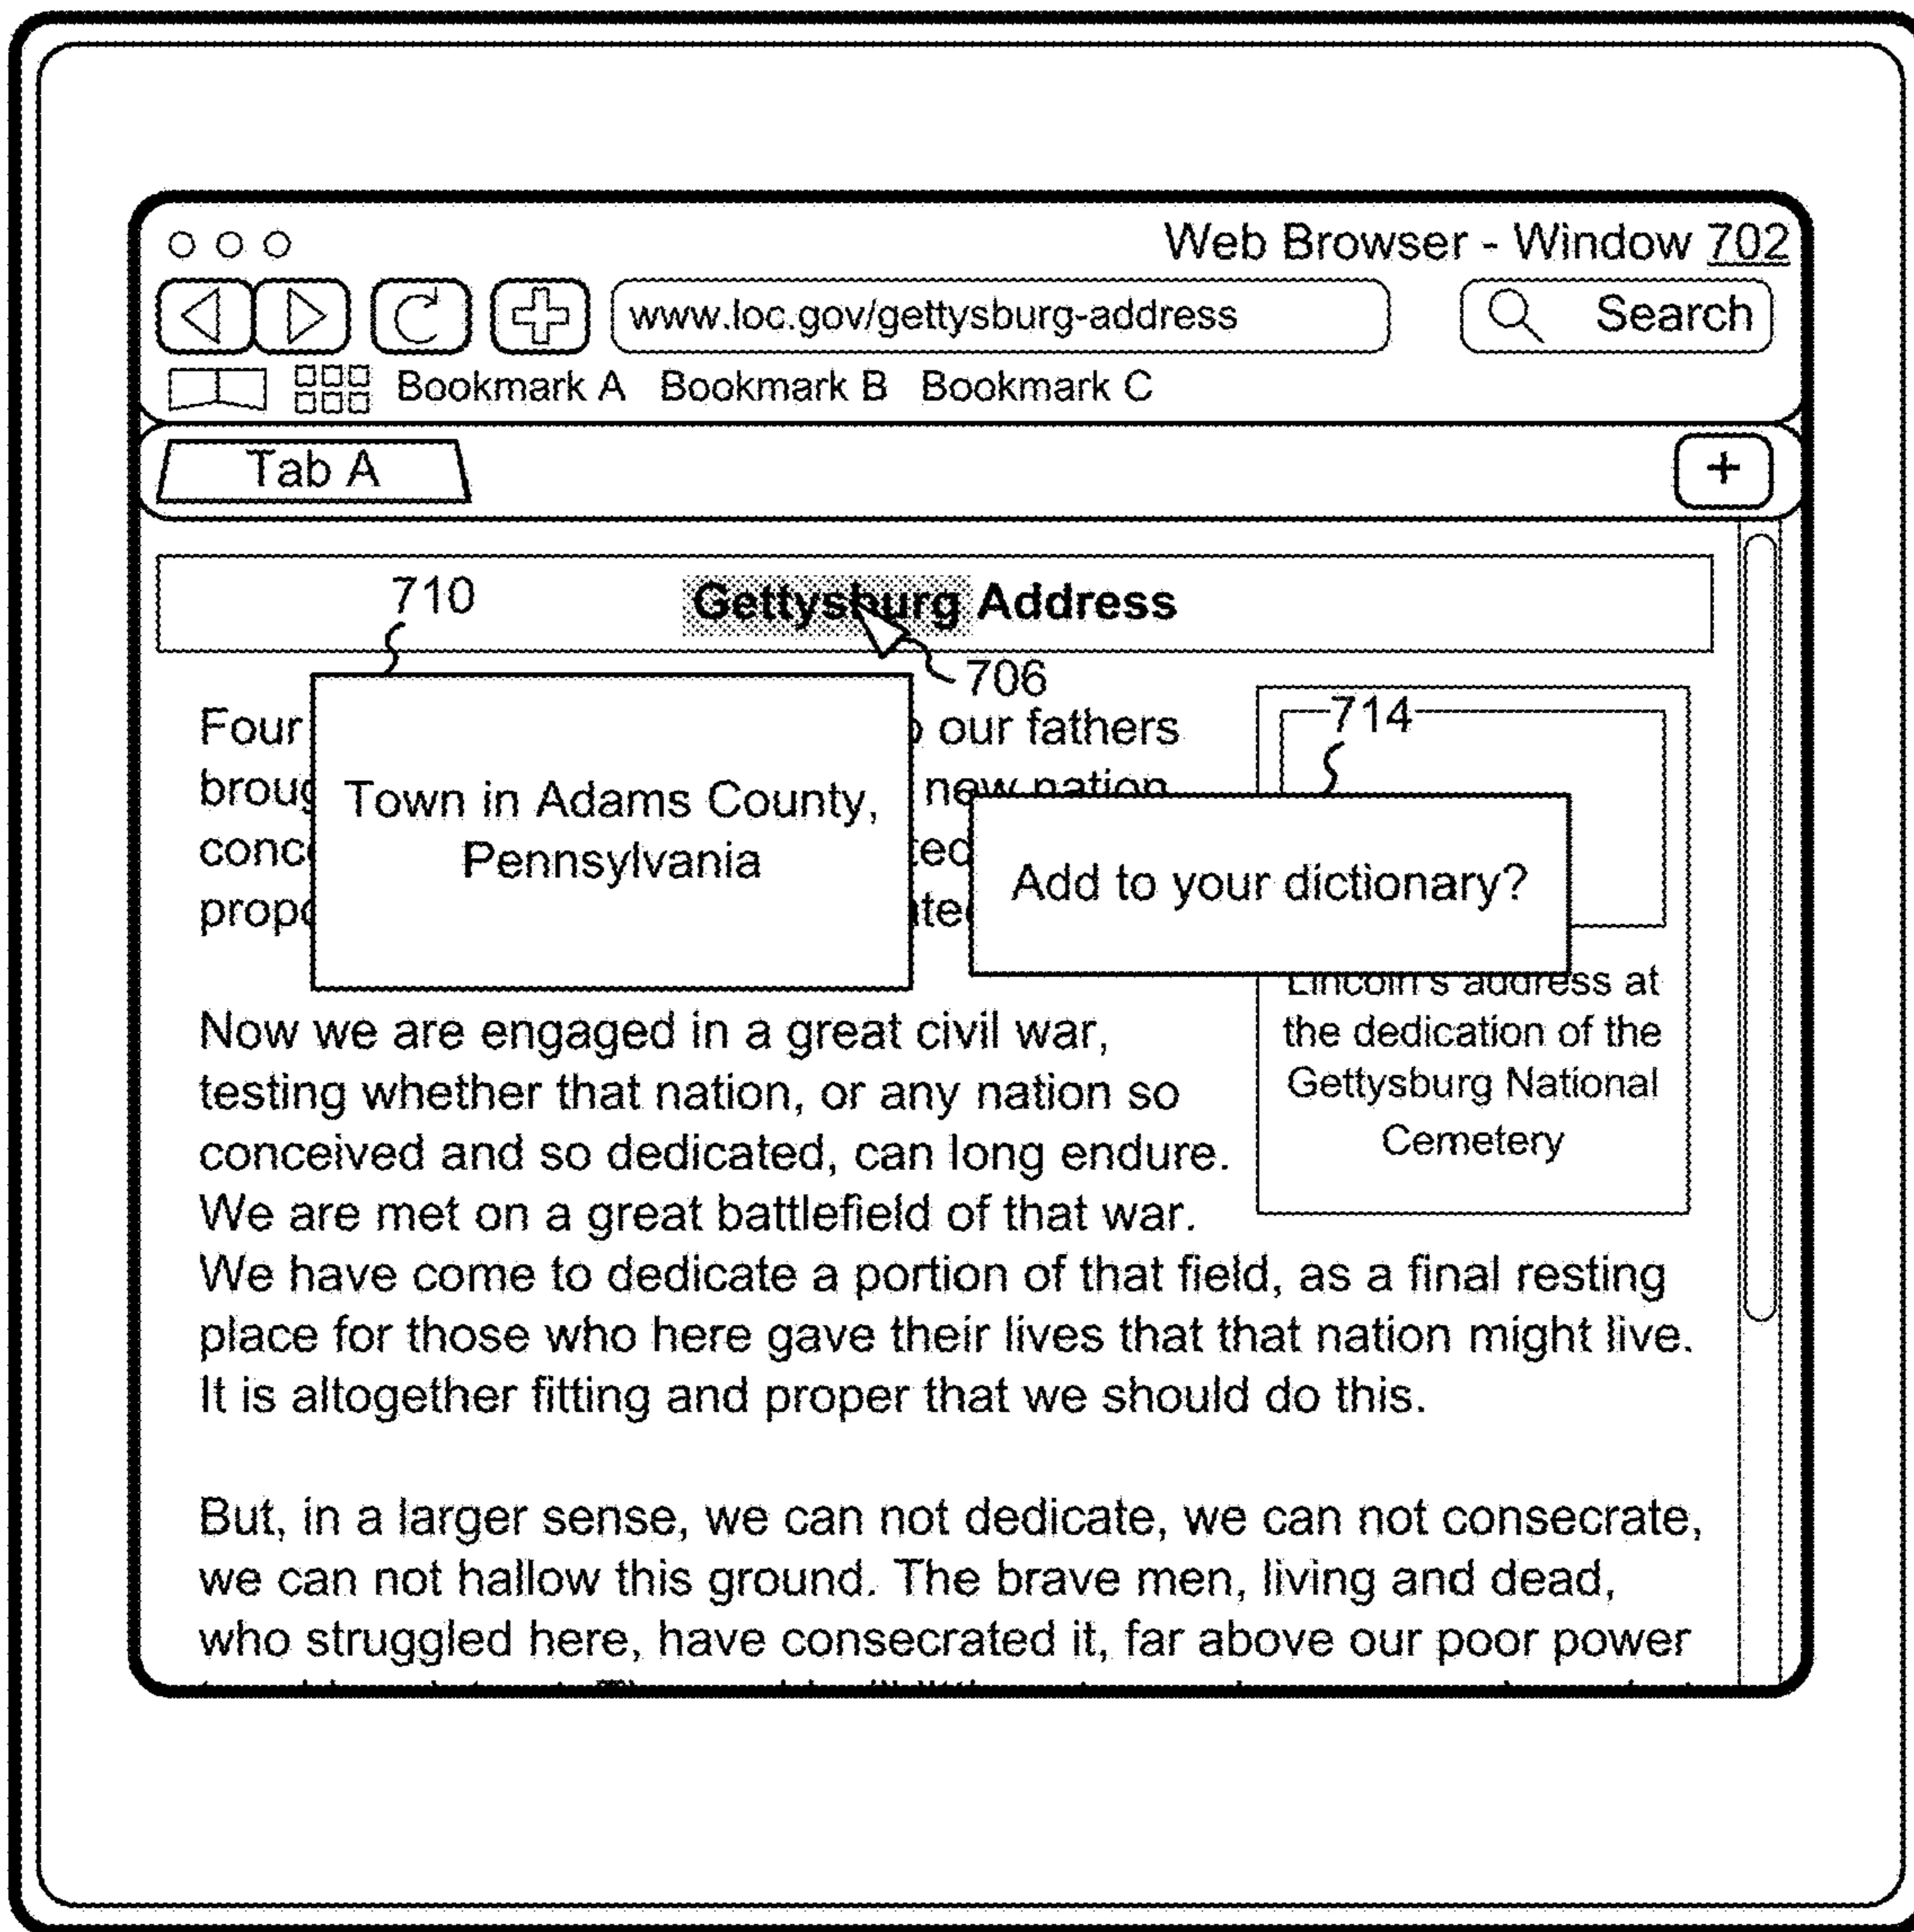 Web Browser - Window 702
www.loc.gov/gettysburg-address
Search
Bookmark A Bookmark B Bookmark C
Tab A
+
710
Gettysburg Address
706
714
Four our fathers
new nation
Town in Adams County,
Pennsylvania
Add to your dictionary?
Lincoln's address at
the dedication of the
Gettysburg National
Cemetery
Now we are engaged in a great civil war,
testing whether that nation, or any nation so
conceived and so dedicated, can long endure.
We are met on a great battlefield of that war.
We have come to dedicate a portion of that field, as a final resting
place for those who here gave their lives that that nation might live.
It is altogether fitting and proper that we should do this.
But, in a larger sense, we can not dedicate, we can not consecrate,
we can not hallow this ground. The brave men, living and dead,
who struggled here, have consecrated it, far above our poor power